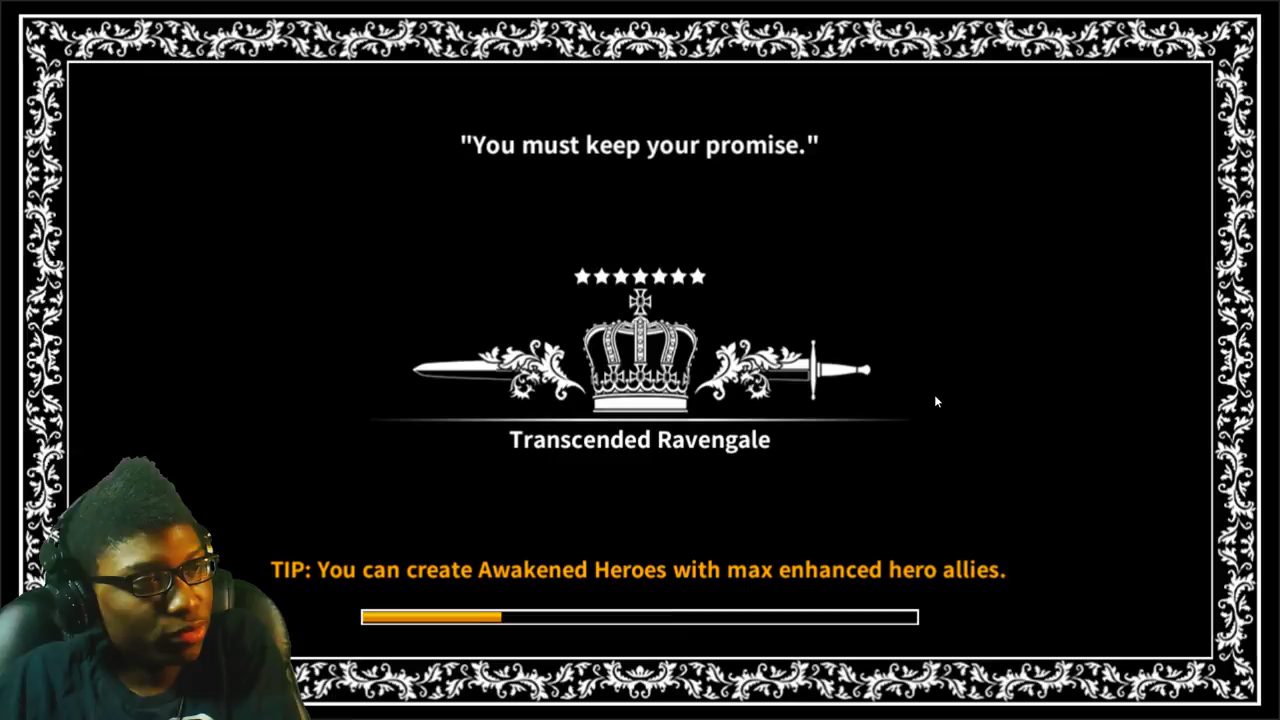 "You must keep your promise."
Transcended Ravengale
TIP: You can create Awakened Heroes with max enhanced hero allies.